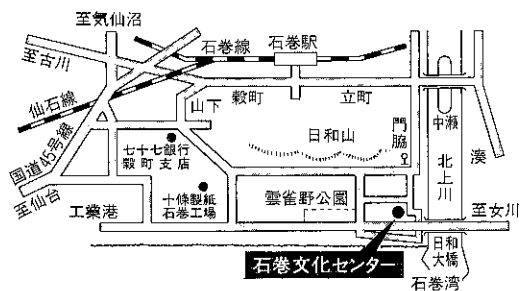 至気仙沼
石巻線
石巻駅
至古川
仙石線
山下
穀町
立町
国道45号線
七十七銀行
穀町支店
日和山
門脇
中瀬
北上川
湊
至仙台
十條製紙
石巻工場
雲雀野公園
工業港
至女川
日和
大橋
石巻文化センター
石巻湾